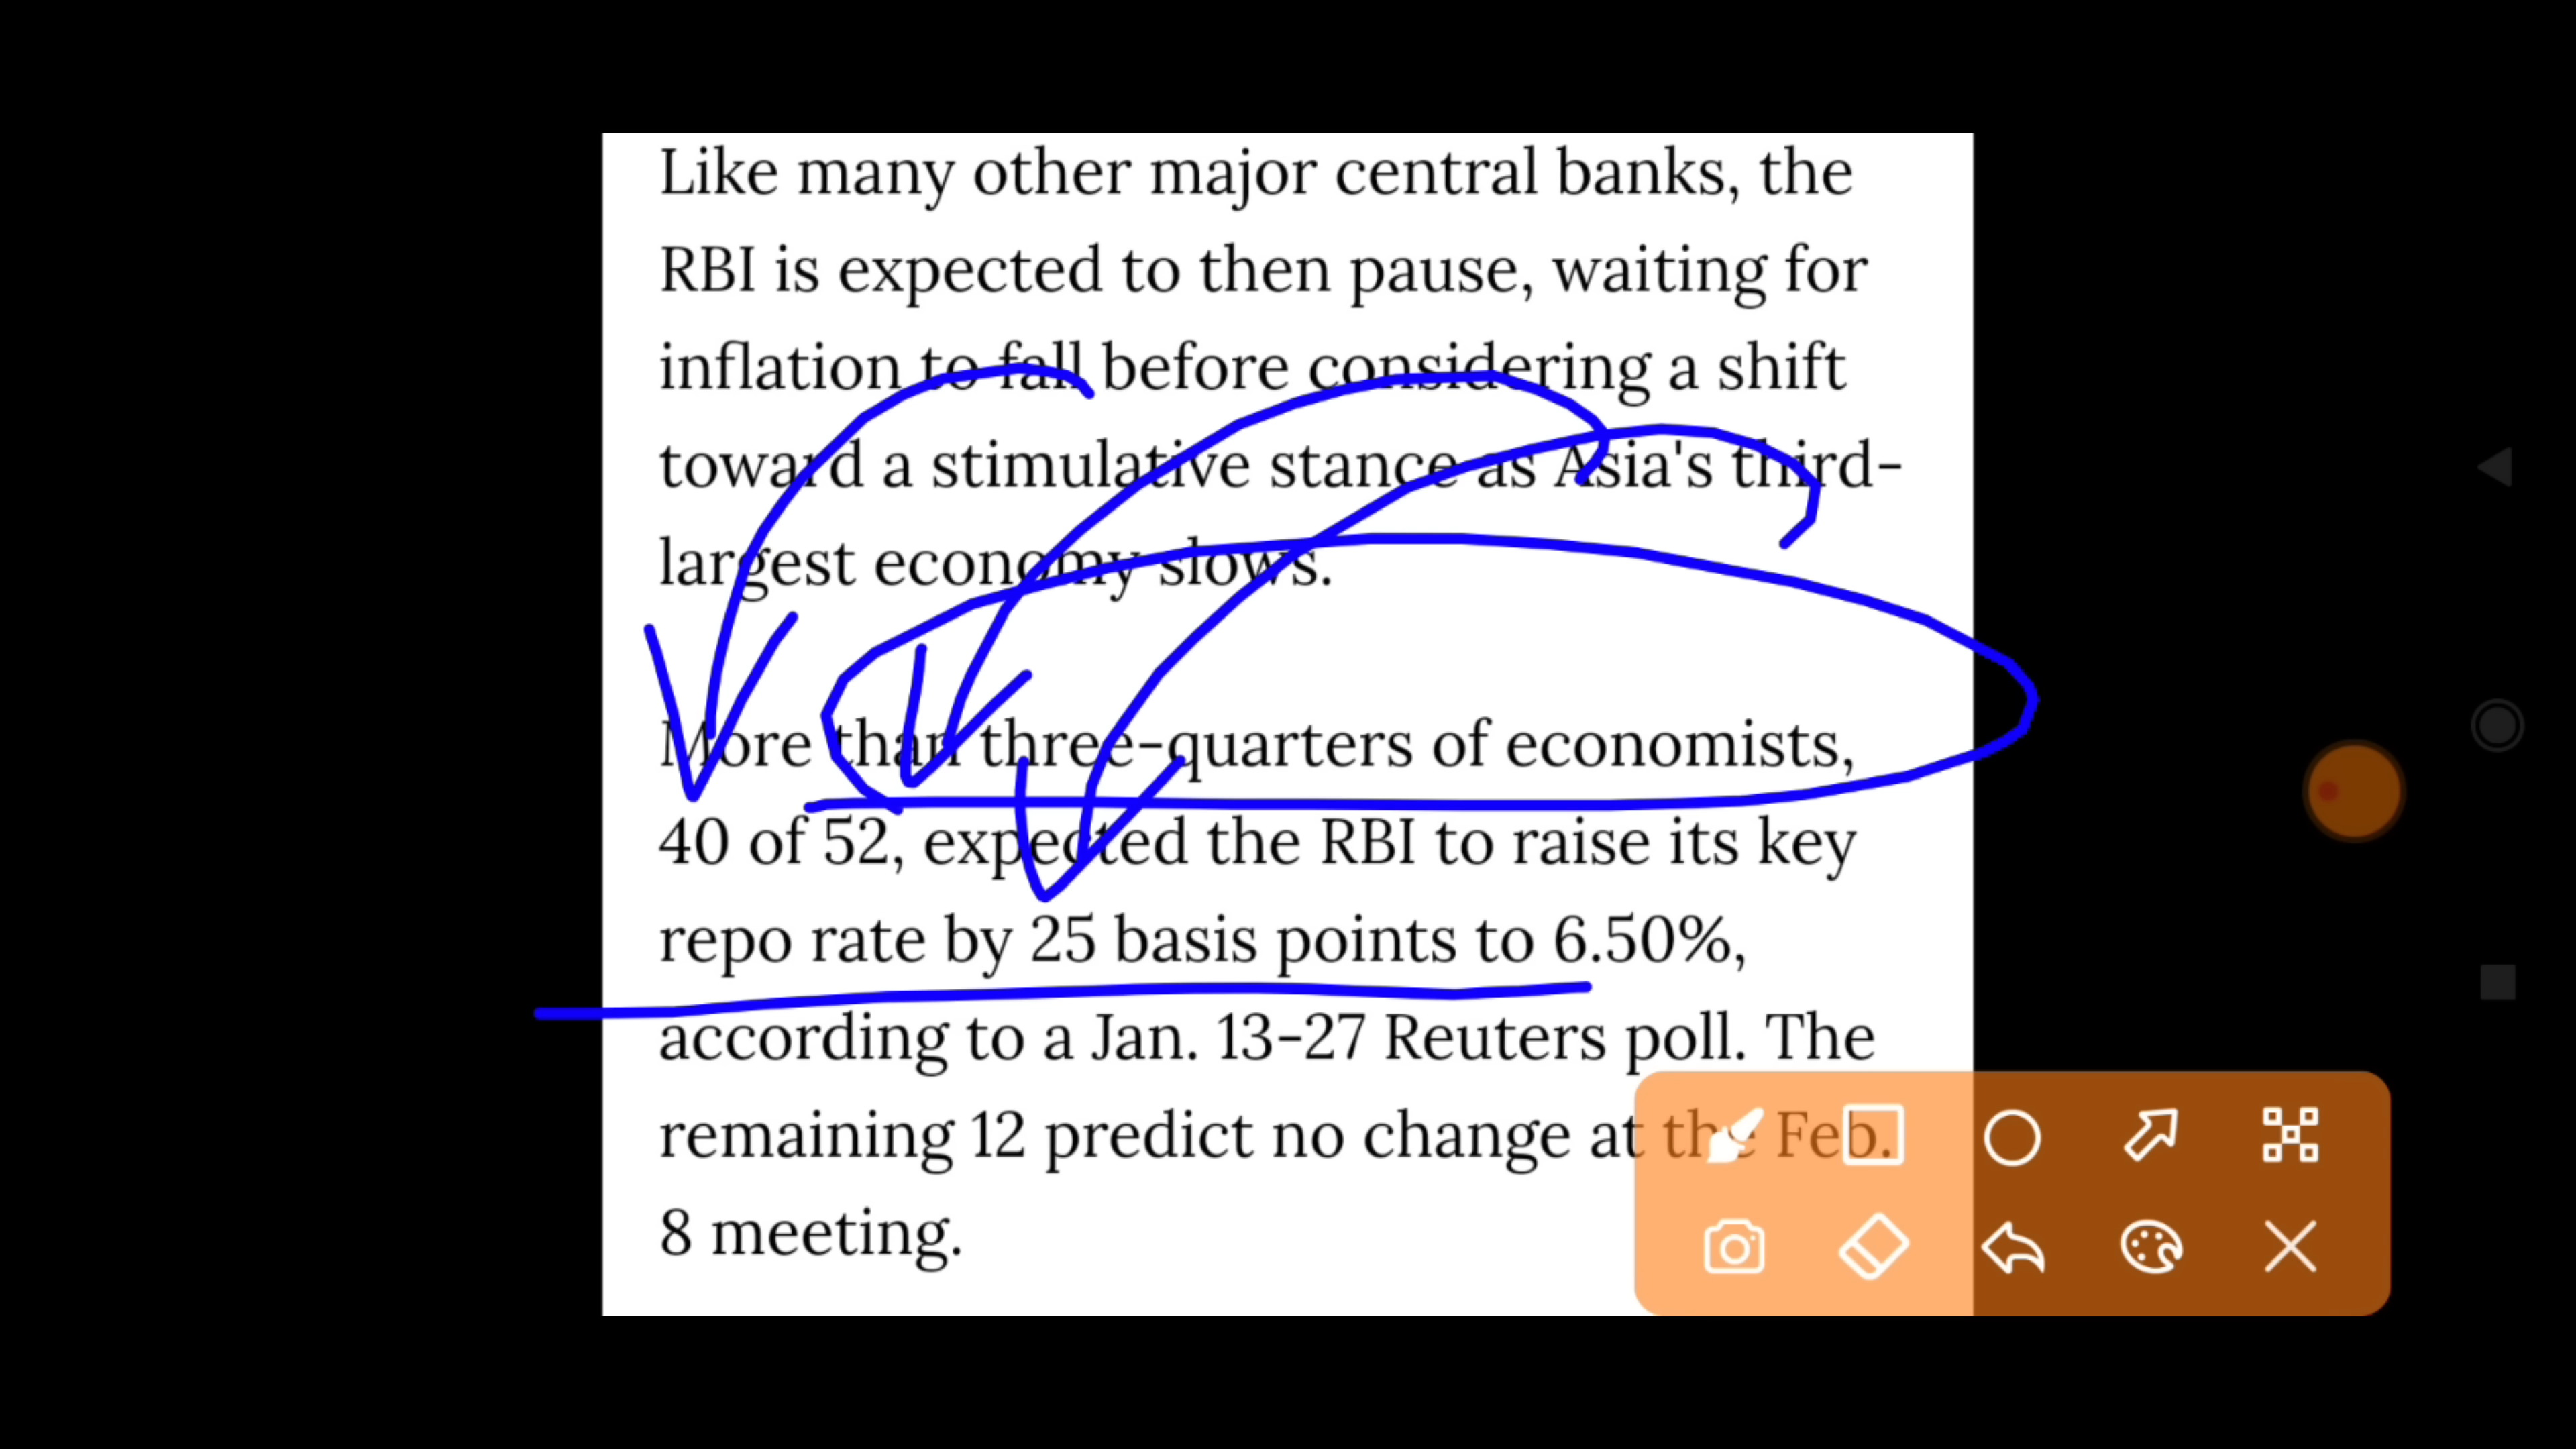 Like many other major central banks, the
RBI is expected to then pause, waiting for
inflation to fall before considering a shift
toward a stimulative stance as Asia's third-
largest economy slows.
More than three-quarters of economists,
40 of 52, expected the RBI to raise its key
repo rate by 25 basis points to 6.50%,
according to a Jan. 13-27 Reuters poll. The
remaining 12 predict no change at the Feb.
8 meeting.